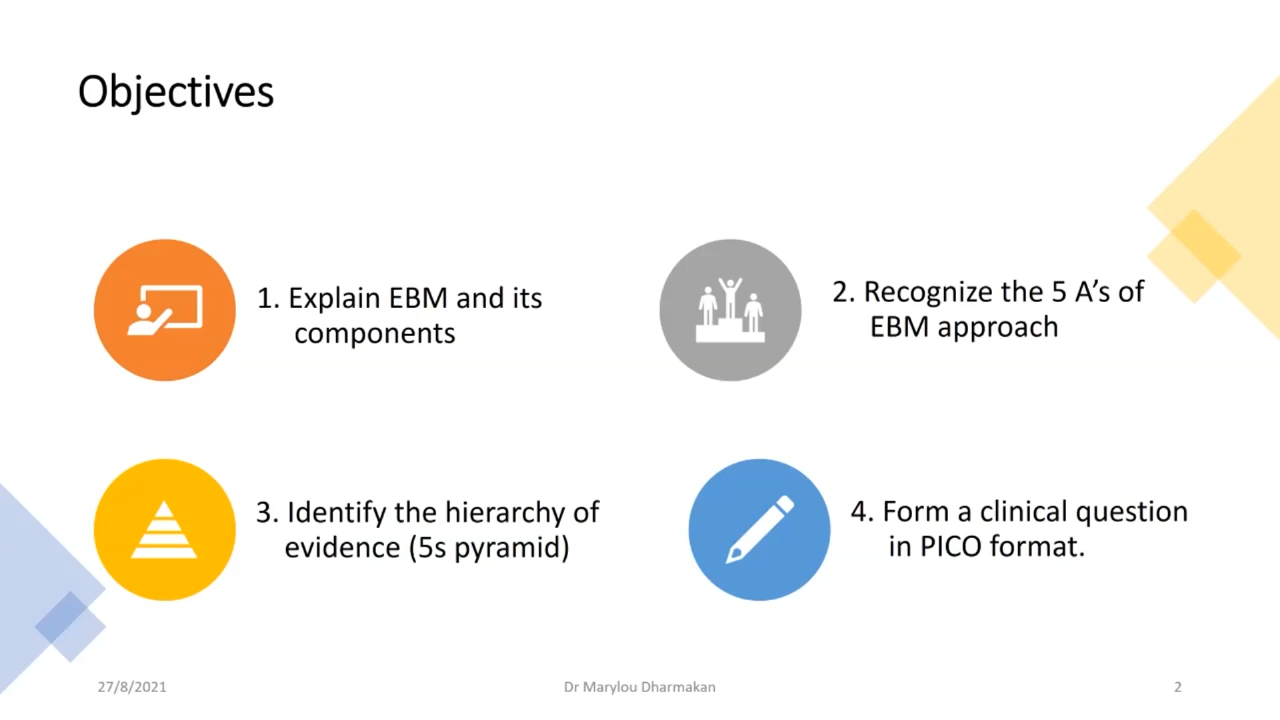 Objectives
1. Explain EBM and its
components
2. Recognize the 5 A’s of
EBM approach
3. Identify the hierarchy of
evidence (5s pyramid)
4. Form a clinical question
in PICO format.
27/8/2021
Dr Marylou Dharmakan
2